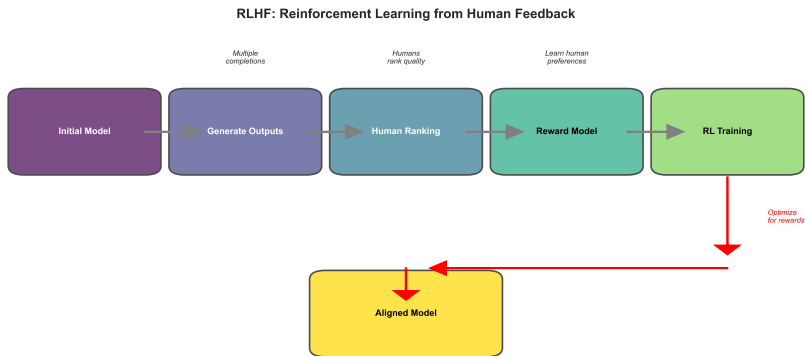 RLHF: Reinforcement Learning from Human Feedback
Multiple
completions
Humans
rank quality
Learn human
preferences
Initial Model
Generate Outputs
Human Ranking
Reward Model
RL Training
Optimize
for rewards
Aligned Model